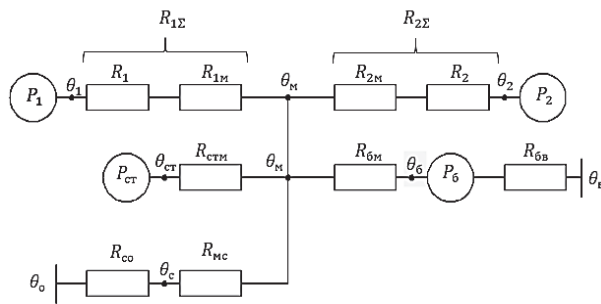 R₁Σ R₂Σ
R₁ R₁м R₂м R₂
P₁ θ₁ θм θ₂ P₂
Pст θст Rстм θм Rбм θб Pб Rбв
θо Rсо θс Rмс